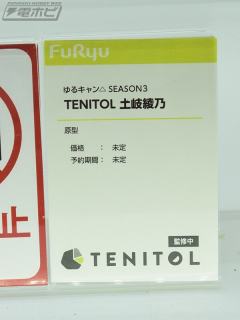 電ホビ
FuRyu
ゆるキャン△ SEASON3
TENITOL 土岐綾乃
原型
価格 : 未定
予約期間 : 未定
監修中
TENITOL
止